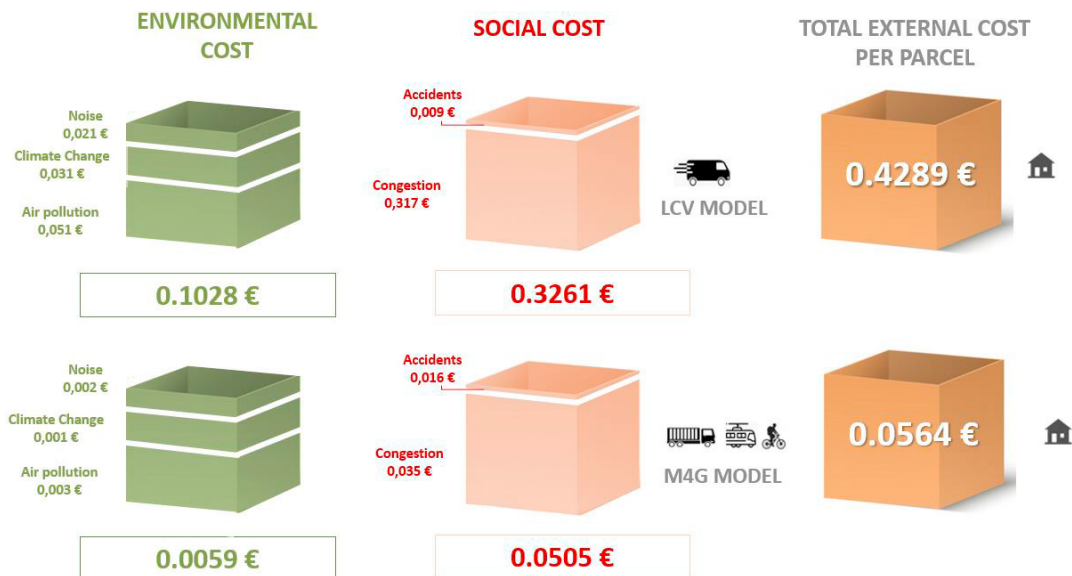 ENVIRONMENTAL
COST
SOCIAL COST
TOTAL EXTERNAL COST
PER PARCEL
Noise
0,021 €
Climate Change
0,031 €
Air pollution
0,051 €
0.1028 €
Accidents
0,009 €
Congestion
0,317 €
0.3261 €
LCV MODEL
0.4289 €
Noise
0,002 €
Climate Change
0,001 €
Air pollution
0,003 €
0.0059 €
Accidents
0,016 €
Congestion
0,035 €
0.0505 €
M4G MODEL
0.0564 €